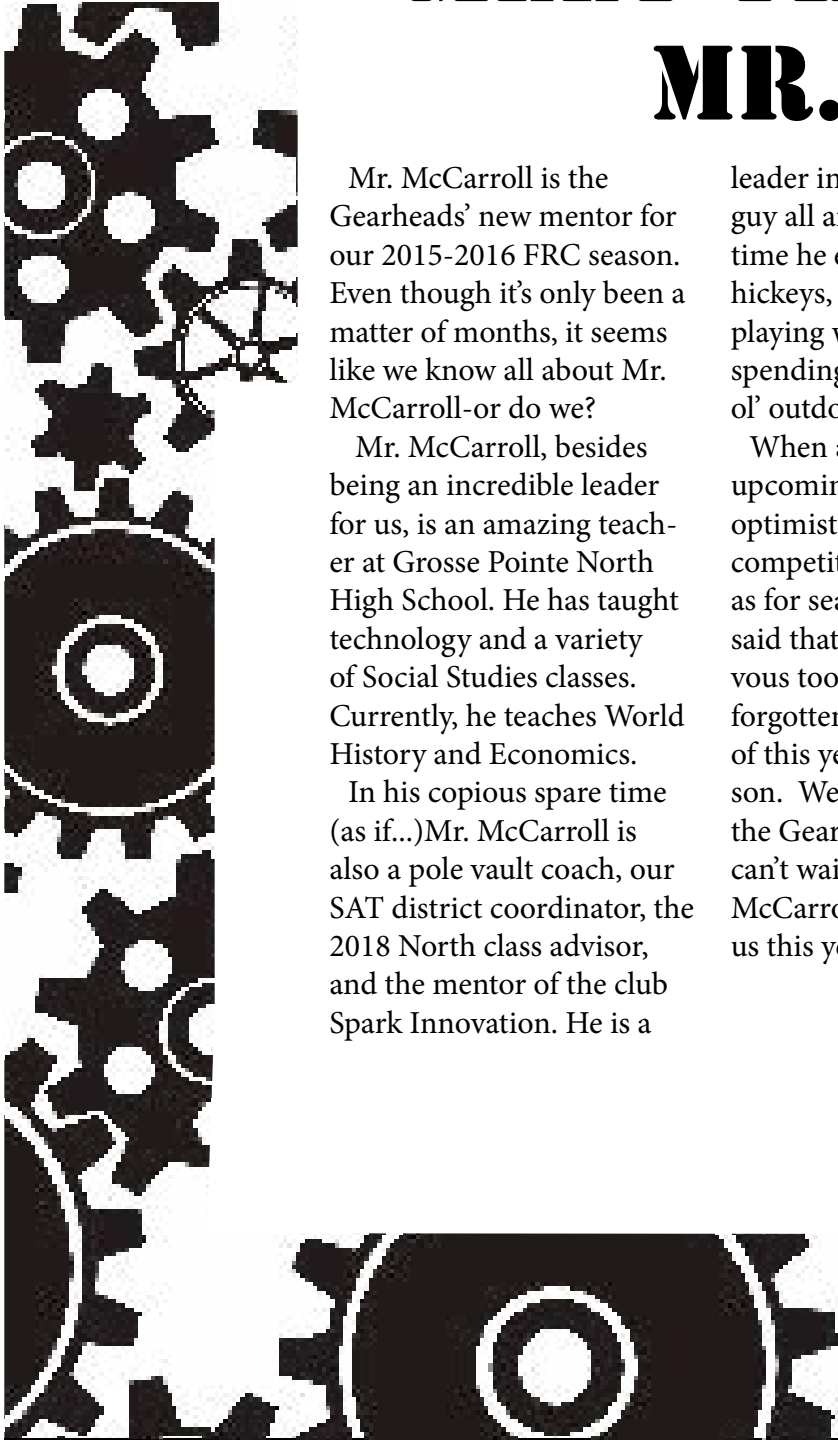 MR.
Mr. McCarroll is the
Gearheads’ new mentor for
our 2015-2016 FRC season.
Even though it’s only been a
matter of months, it seems
like we know all about Mr.
McCarroll-or do we?
Mr. McCarroll, besides
being an incredible leader
for us, is an amazing teach-
er at Grosse Pointe North
High School. He has taught
technology and a variety
of Social Studies classes.
Currently, he teaches World
History and Economics.
In his copious spare time
(as if...)Mr. McCarroll is
also a pole vault coach, our
SAT district coordinator, the
2018 North class advisor,
and the mentor of the club
Spark Innovation. He is a
leader in
guy all
time he
hickeys,
playing
spending
ol’
When
upcomin
optimist
competit
as for
said that
vous too
forgotten
of this
son. We
the Gear
can’t wai
McCarro
us this